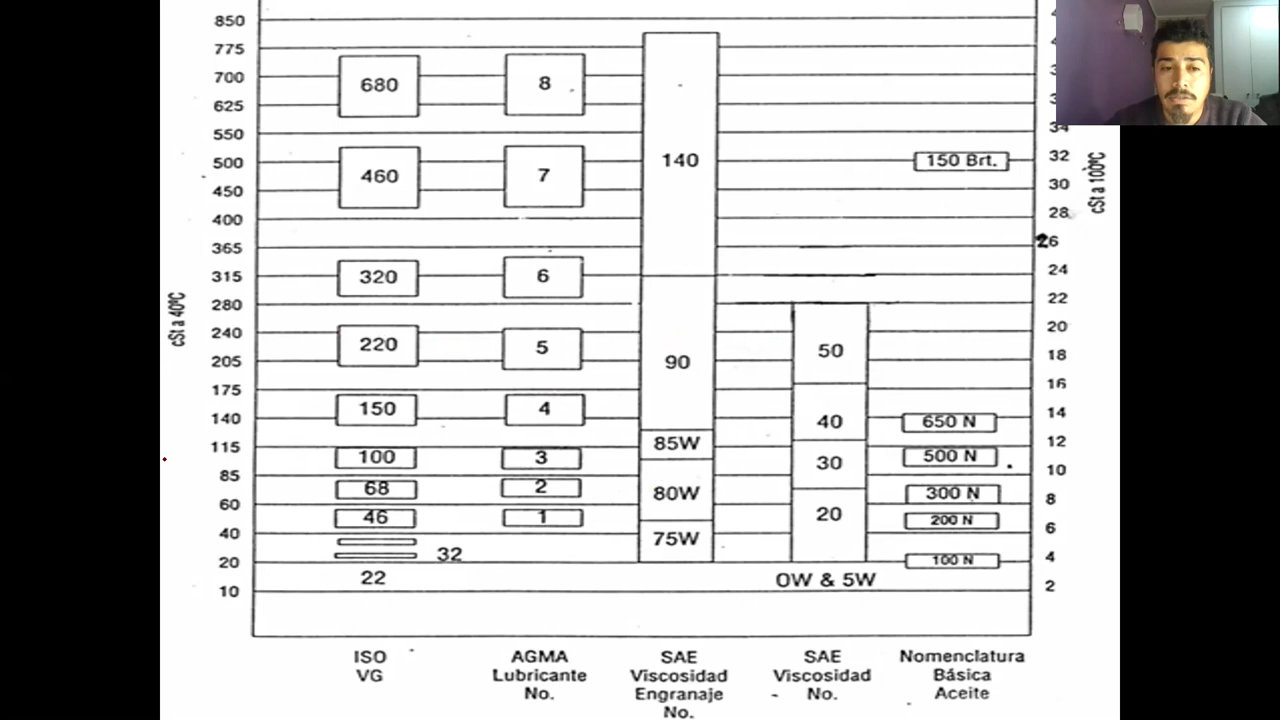 850
775
700 680 8
625
34
550
500 140 150 Brt. 32
460 7
450 30
400 28
365 26
315 320 6 24
280 22
240 20
220 5 50
205 90 18
175 16
150 4
140 40 650 N 14
85W
115 12
100 3 30 500 N
85 10
68 2 80W 300 N
60 8
46 1 20 200 N
40 6
75W
32
20 100 N 4
22 0W & 5W
10 2
cSt a 40ºC
cSt a 100ºC
ISO
VG
AGMA
Lubricante
No.
SAE
Viscosidad
Engranaje
No.
SAE
Viscosidad
No.
Nomenclatura
Básica
Aceite